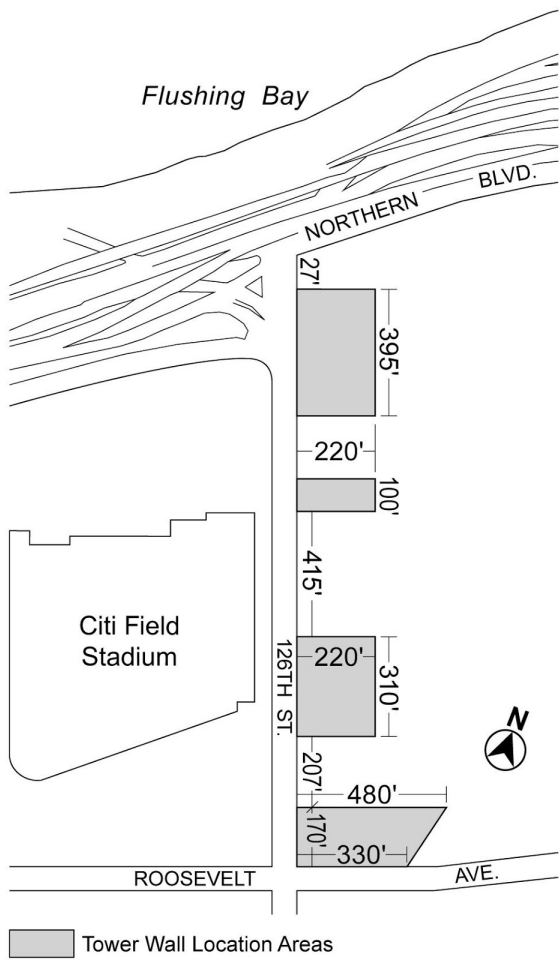 Flushing Bay
NORTHERN BLVD.
27'
395'
220'
100'
415'
Citi Field
Stadium
126TH ST.
220'
310'
N
207'
480'
170'
330'
ROOSEVELT AVE.
Tower Wall Location Areas